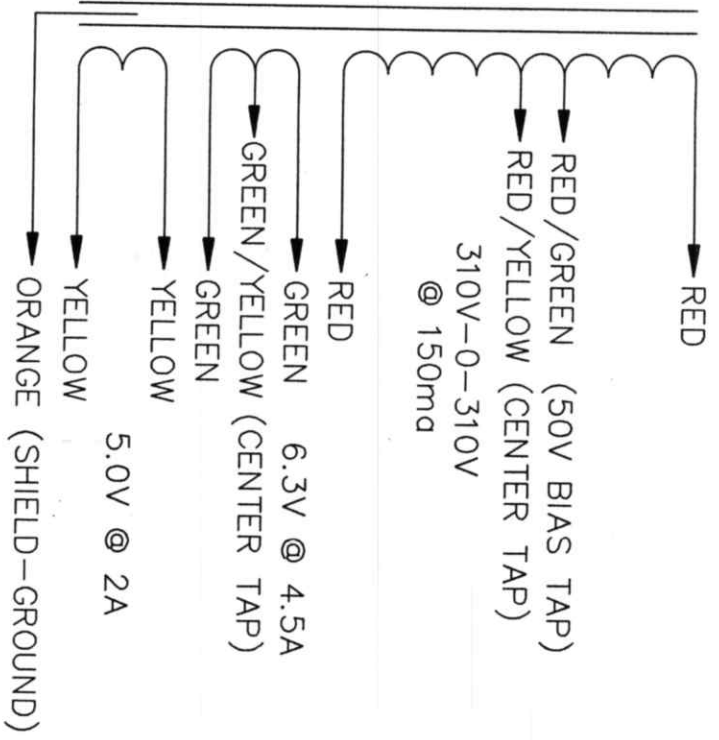 RED
RED/GREEN (50V BIAS TAP)
RED/YELLOW (CENTER TAP)
310V-0-310V
@ 150ma
RED
GREEN 6.3V @ 4.5A
GREEN/YELLOW (CENTER TAP)
GREEN
YELLOW
5.0V @ 2A
YELLOW
ORANGE (SHIELD-GROUND)